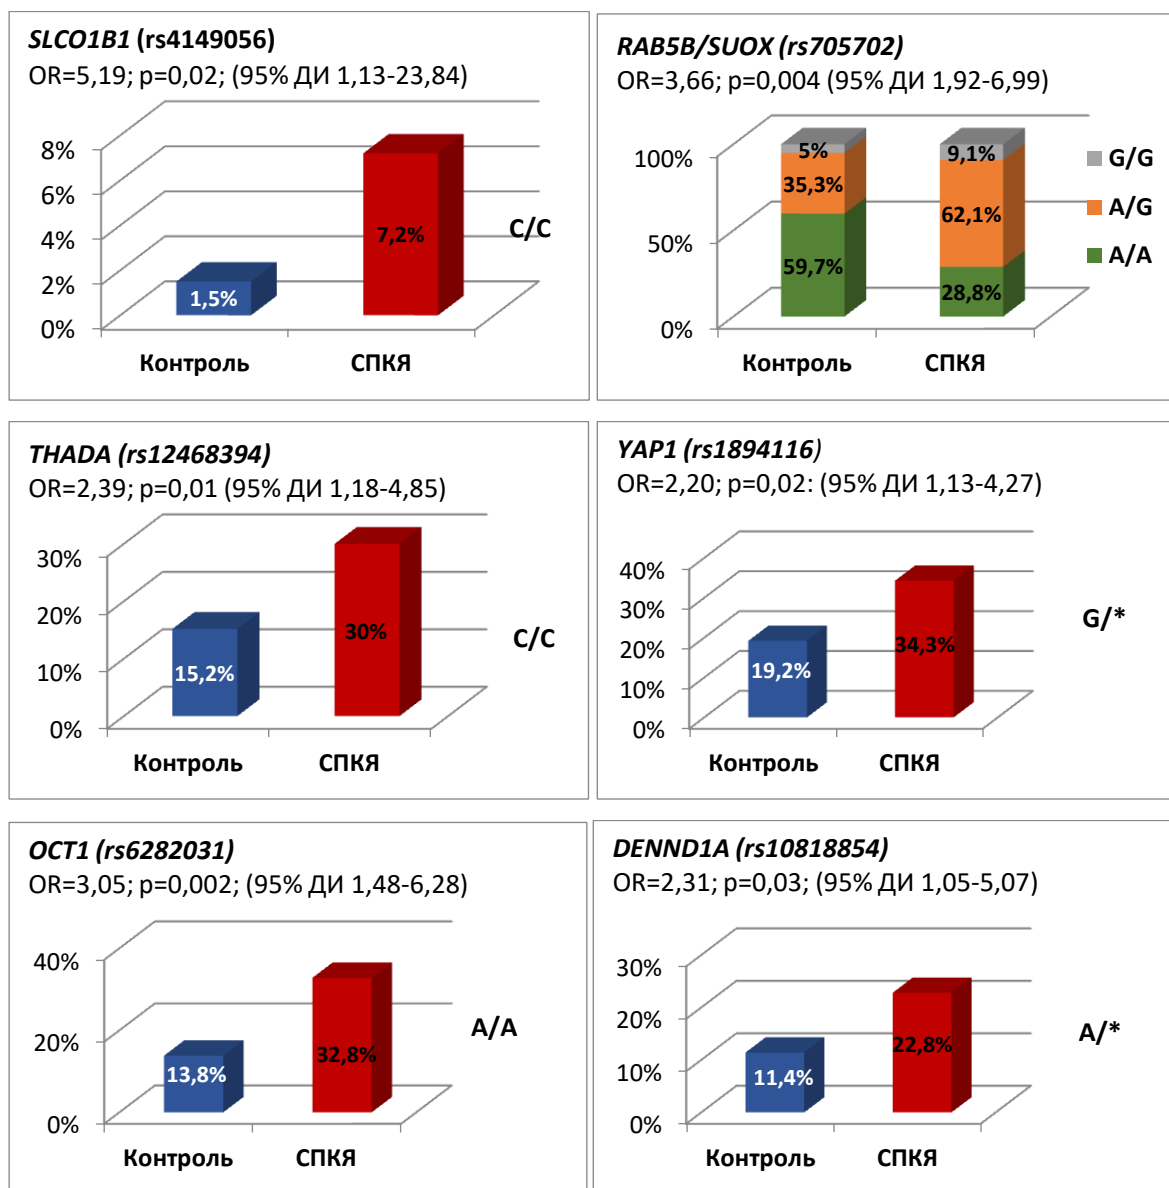 SLCO1B1 (rs4149056)
OR=5,19; p=0,02; (95% ДИ 1,13-23,84)
8%
6%
4%
2%
0%
1,5%
7,2%
C/C
Контроль
СПКЯ
RAB5B/SUOX (rs705702)
OR=3,66; p=0,004 (95% ДИ 1,92-6,99)
100%
50%
0%
5%
35,3%
59,7%
9,1%
62,1%
28,8%
G/G
A/G
A/A
Контроль
СПКЯ
THADA (rs12468394)
OR=2,39; p=0,01 (95% ДИ 1,18-4,85)
30%
20%
10%
0%
15,2%
30%
C/C
Контроль
СПКЯ
YAP1 (rs1894116)
OR=2,20; p=0,02: (95% ДИ 1,13-4,27)
40%
30%
20%
10%
0%
19,2%
34,3%
G/*
Контроль
СПКЯ
OCT1 (rs6282031)
OR=3,05; p=0,002; (95% ДИ 1,48-6,28)
40%
20%
0%
13,8%
32,8%
A/A
Контроль
СПКЯ
DENND1A (rs10818854)
OR=2,31; p=0,03; (95% ДИ 1,05-5,07)
30%
20%
10%
0%
11,4%
22,8%
A/*
Контроль
СПКЯ